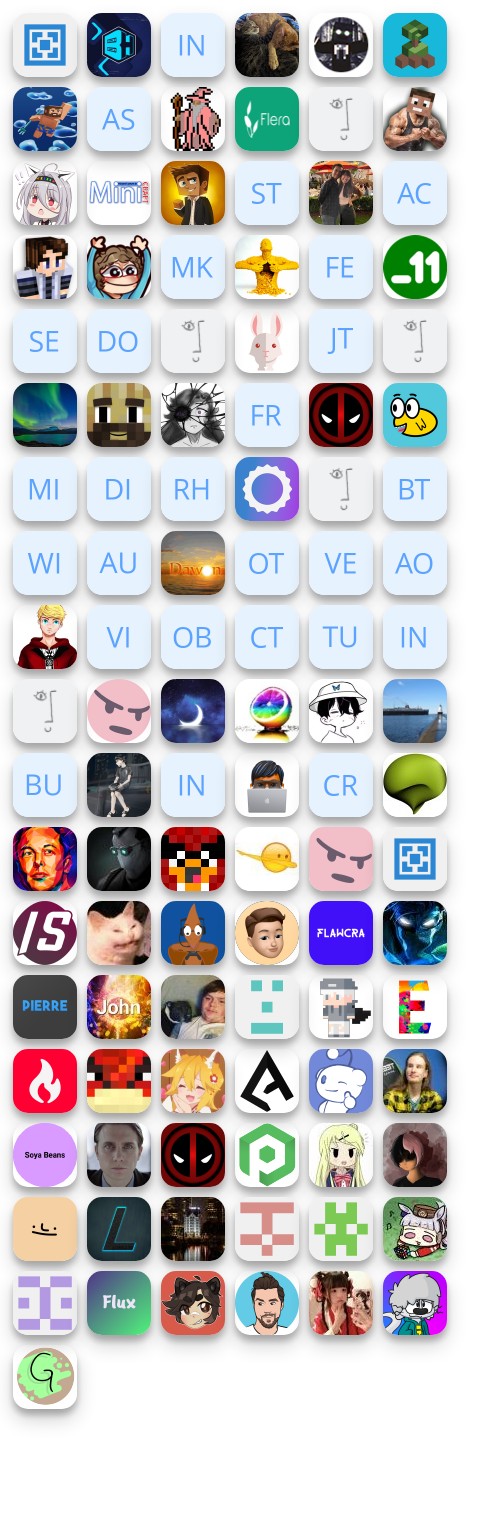 IN
AS
Flera
Mini
CRAFT
ST
AC
MK
FE
_11
SE
DO
JT
FR
MI
DI
RH
BT
WI
AU
Dawn
OT
VE
AO
VI
OB
CT
TU
IN
BU
IN
CR
IS
FLAWCRA
PIERRE
John
E
Soya Beans
L
Flux
G